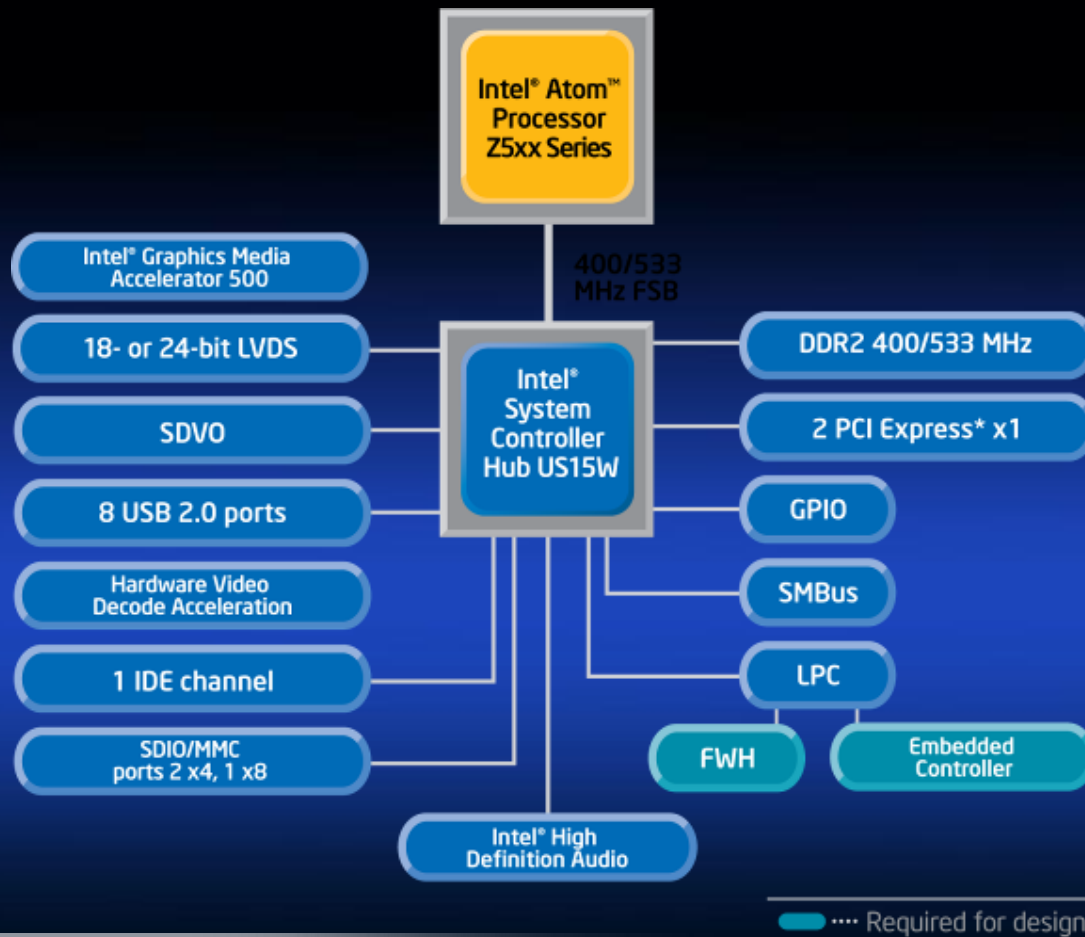 Intel® Atom™
Processor
Z5xx Series
400/533
MHz FSB
Intel® Graphics Media
Accelerator 500
18- or 24-bit LVDS
SDVO
8 USB 2.0 ports
Hardware Video
Decode Acceleration
1 IDE channel
SDIO/MMC
ports 2 x4, 1 x8
Intel®
System
Controller
Hub US15W
DDR2 400/533 MHz
2 PCI Express* x1
GPIO
SMBus
LPC
FWH
Embedded
Controller
Intel® High
Definition Audio
···· Required for design